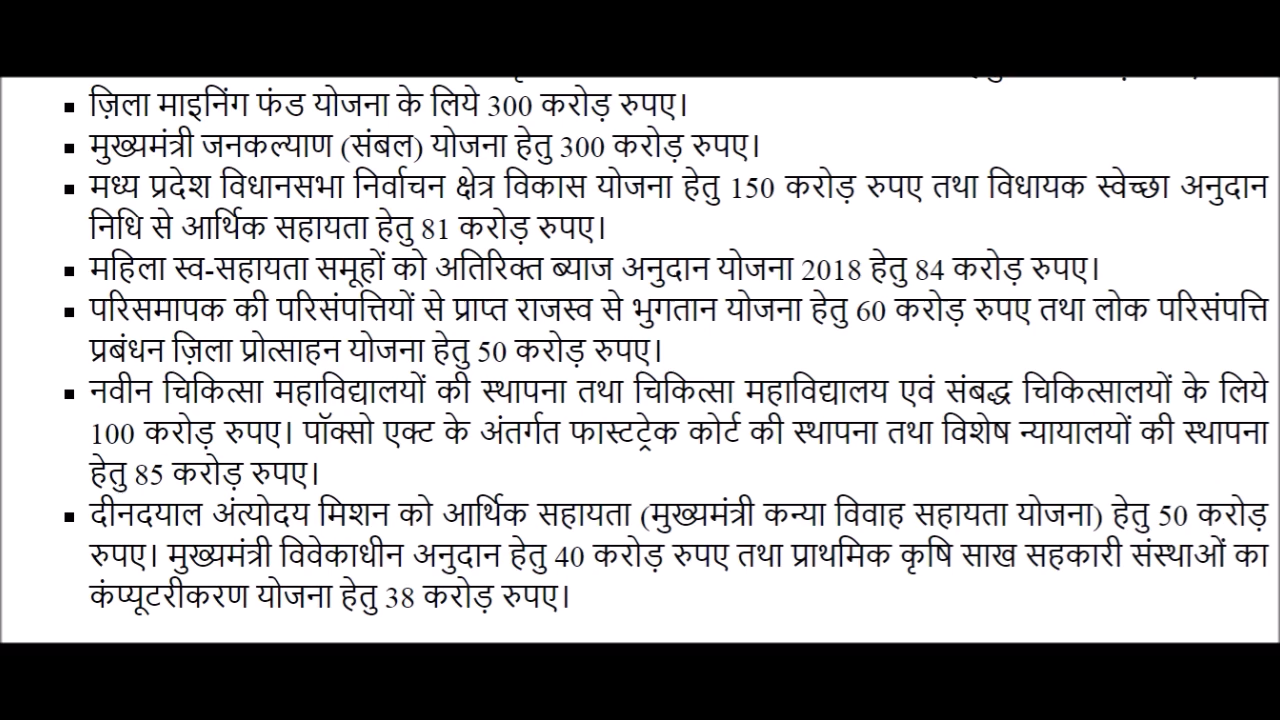 ▪ ज़िला माइनिंग फंड योजना के लिये 300 करोड़ रुपए।
▪ मुख्यमंत्री जनकल्याण (संबल) योजना हेतु 300 करोड़ रुपए।
▪ मध्य प्रदेश विधानसभा निर्वाचन क्षेत्र विकास योजना हेतु 150 करोड़ रुपए तथा विधायक स्वेच्छा अनुदान
निधि से आर्थिक सहायता हेतु 81 करोड़ रुपए।
▪ महिला स्व-सहायता समूहों को अतिरिक्त ब्याज अनुदान योजना 2018 हेतु 84 करोड़ रुपए।
▪ परिसमापक की परिसंपत्तियों से प्राप्त राजस्व से भुगतान योजना हेतु 60 करोड़ रुपए तथा लोक परिसंपत्ति
प्रबंधन ज़िला प्रोत्साहन योजना हेतु 50 करोड़ रुपए।
▪ नवीन चिकित्सा महाविद्यालयों की स्थापना तथा चिकित्सा महाविद्यालय एवं संबद्ध चिकित्सालयों के लिये
100 करोड़ रुपए। पॉक्सो एक्ट के अंतर्गत फास्टट्रेक कोर्ट की स्थापना तथा विशेष न्यायालयों की स्थापना
हेतु 85 करोड़ रुपए।
▪ दीनदयाल अंत्योदय मिशन को आर्थिक सहायता (मुख्यमंत्री कन्या विवाह सहायता योजना) हेतु 50 करोड़
रुपए। मुख्यमंत्री विवेकाधीन अनुदान हेतु 40 करोड़ रुपए तथा प्राथमिक कृषि साख सहकारी संस्थाओं का
कंप्यूटरीकरण योजना हेतु 38 करोड़ रुपए।